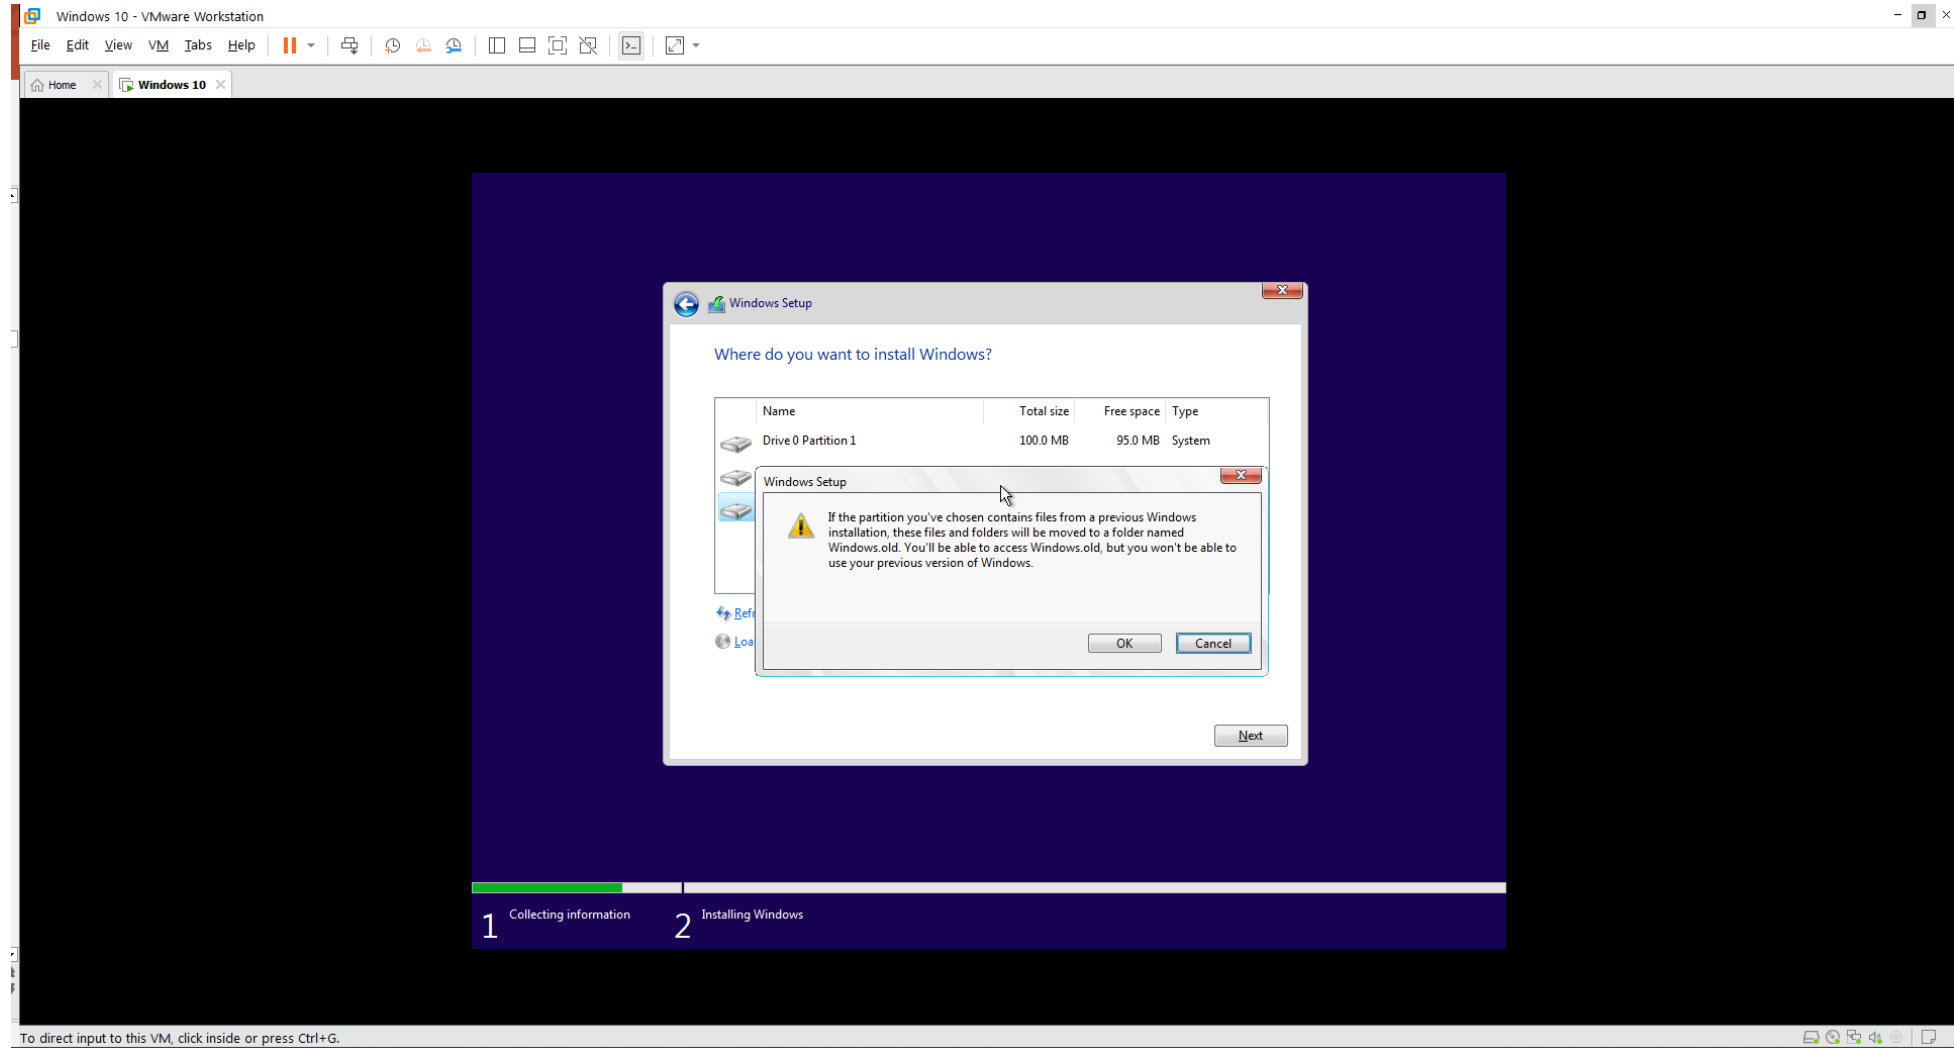 Windows 10 - VMware Workstation
File Edit View VM Tabs Help
Home Windows 10
Windows Setup
Where do you want to install Windows?
Name Total size Free space Type
Drive 0 Partition 1 100.0 MB 95.0 MB System
Windows Setup
If the partition you've chosen contains files from a previous Windows
installation, these files and folders will be moved to a folder named
Windows.old. You'll be able to access Windows.old, but you won't be able to
use your previous version of Windows.
OK Cancel
Next
1 Collecting information 2 Installing Windows
To direct input to this VM, click inside or press Ctrl+G.